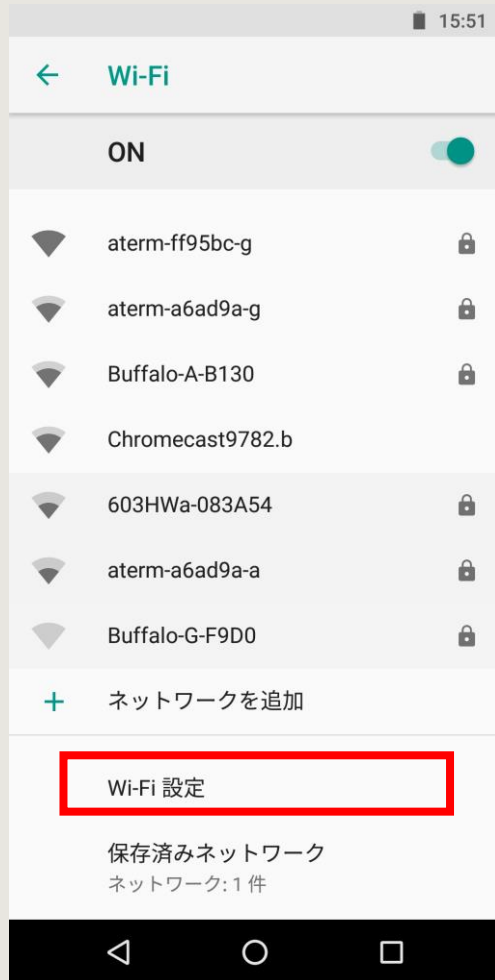 15:51
Wi-Fi
ON
aterm-ff95bc-g
aterm-a6ad9a-g
Buffalo-A-B130
Chromecast9782.b
603HWa-083A54
aterm-a6ad9a-a
Buffalo-G-F9D0
ネットワークを追加
Wi-Fi 設定
保存済みネットワーク
ネットワーク: 1 件